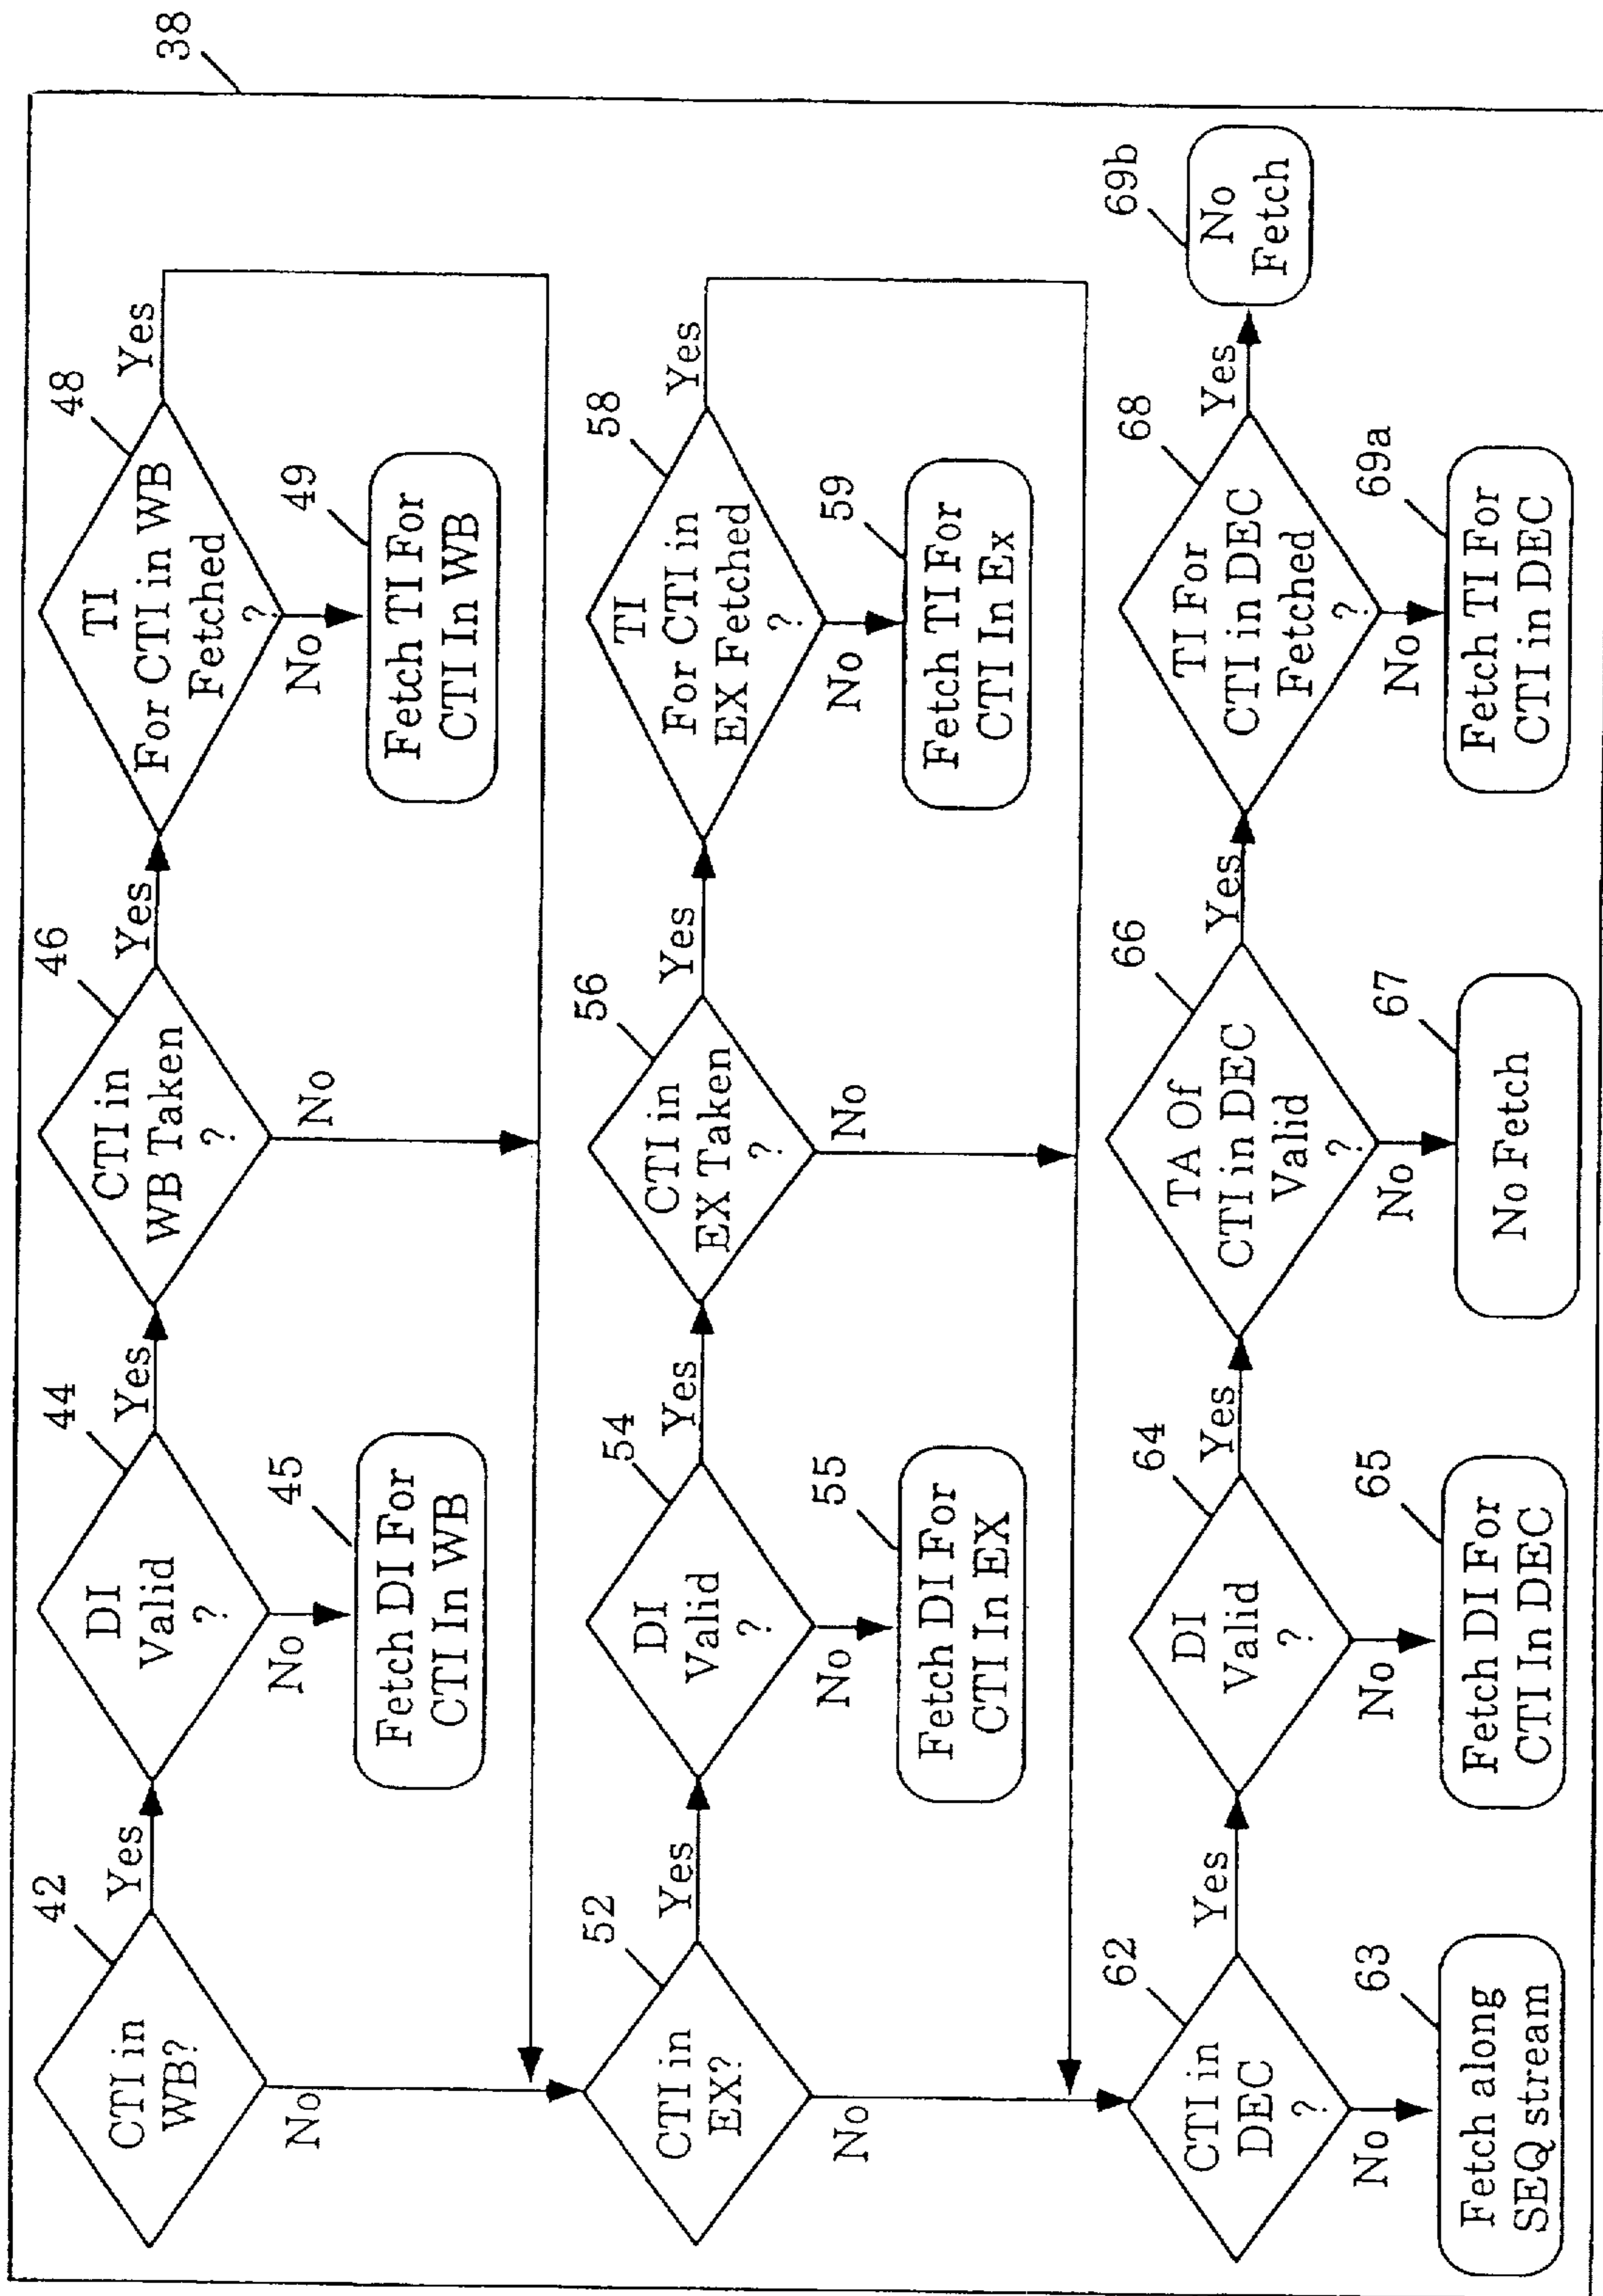 38
42
CTI in
WB?
Yes
No
44
DI
Valid
?
Yes
No
45
Fetch DI For
CTI In WB
46
CTI in
WB Taken
?
Yes
No
48
TI
For CTI in WB
Fetched
?
Yes
No
49
Fetch TI For
CTI In WB
52
CTI in
EX?
Yes
No
54
DI
Valid
?
Yes
No
55
Fetch DI For
CTI In EX
56
CTI in
EX Taken
?
Yes
No
58
TI
For CTI in
EX Fetched
?
Yes
No
59
Fetch TI For
CTI In Ex
62
CTI in
DEC
?
Yes
No
63
Fetch along
SEQ stream
64
DI
Valid
?
Yes
No
65
Fetch DI For
CTI In DEC
66
TA Of
CTI in DEC
Valid
?
Yes
No
67
No Fetch
68
TI For
CTI in DEC
Fetched
?
Yes
No
69a
Fetch TI For
CTI in DEC
69b
No
Fetch